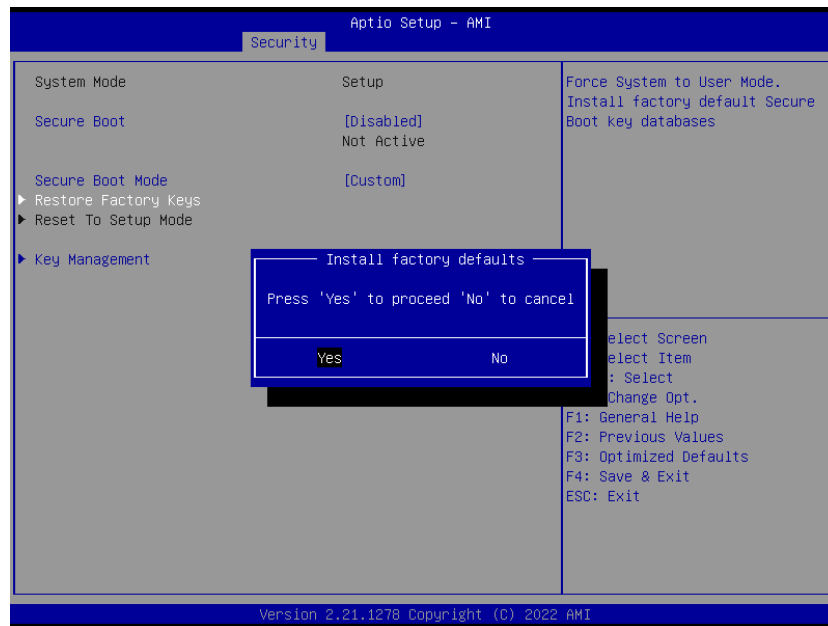 Aptio Setup – AMI
Security
System Mode Setup
Secure Boot [Disabled]
Not Active
Secure Boot Mode [Custom]
Restore Factory Keys
Reset To Setup Mode
Key Management
Force System to User Mode.
Install factory default Secure
Boot key databases
Install factory defaults
Press 'Yes' to proceed 'No' to cancel
Yes No
elect Screen
elect Item
: Select
Change Opt.
F1: General Help
F2: Previous Values
F3: Optimized Defaults
F4: Save & Exit
ESC: Exit
Version 2.21.1278 Copyright (C) 2022 AMI